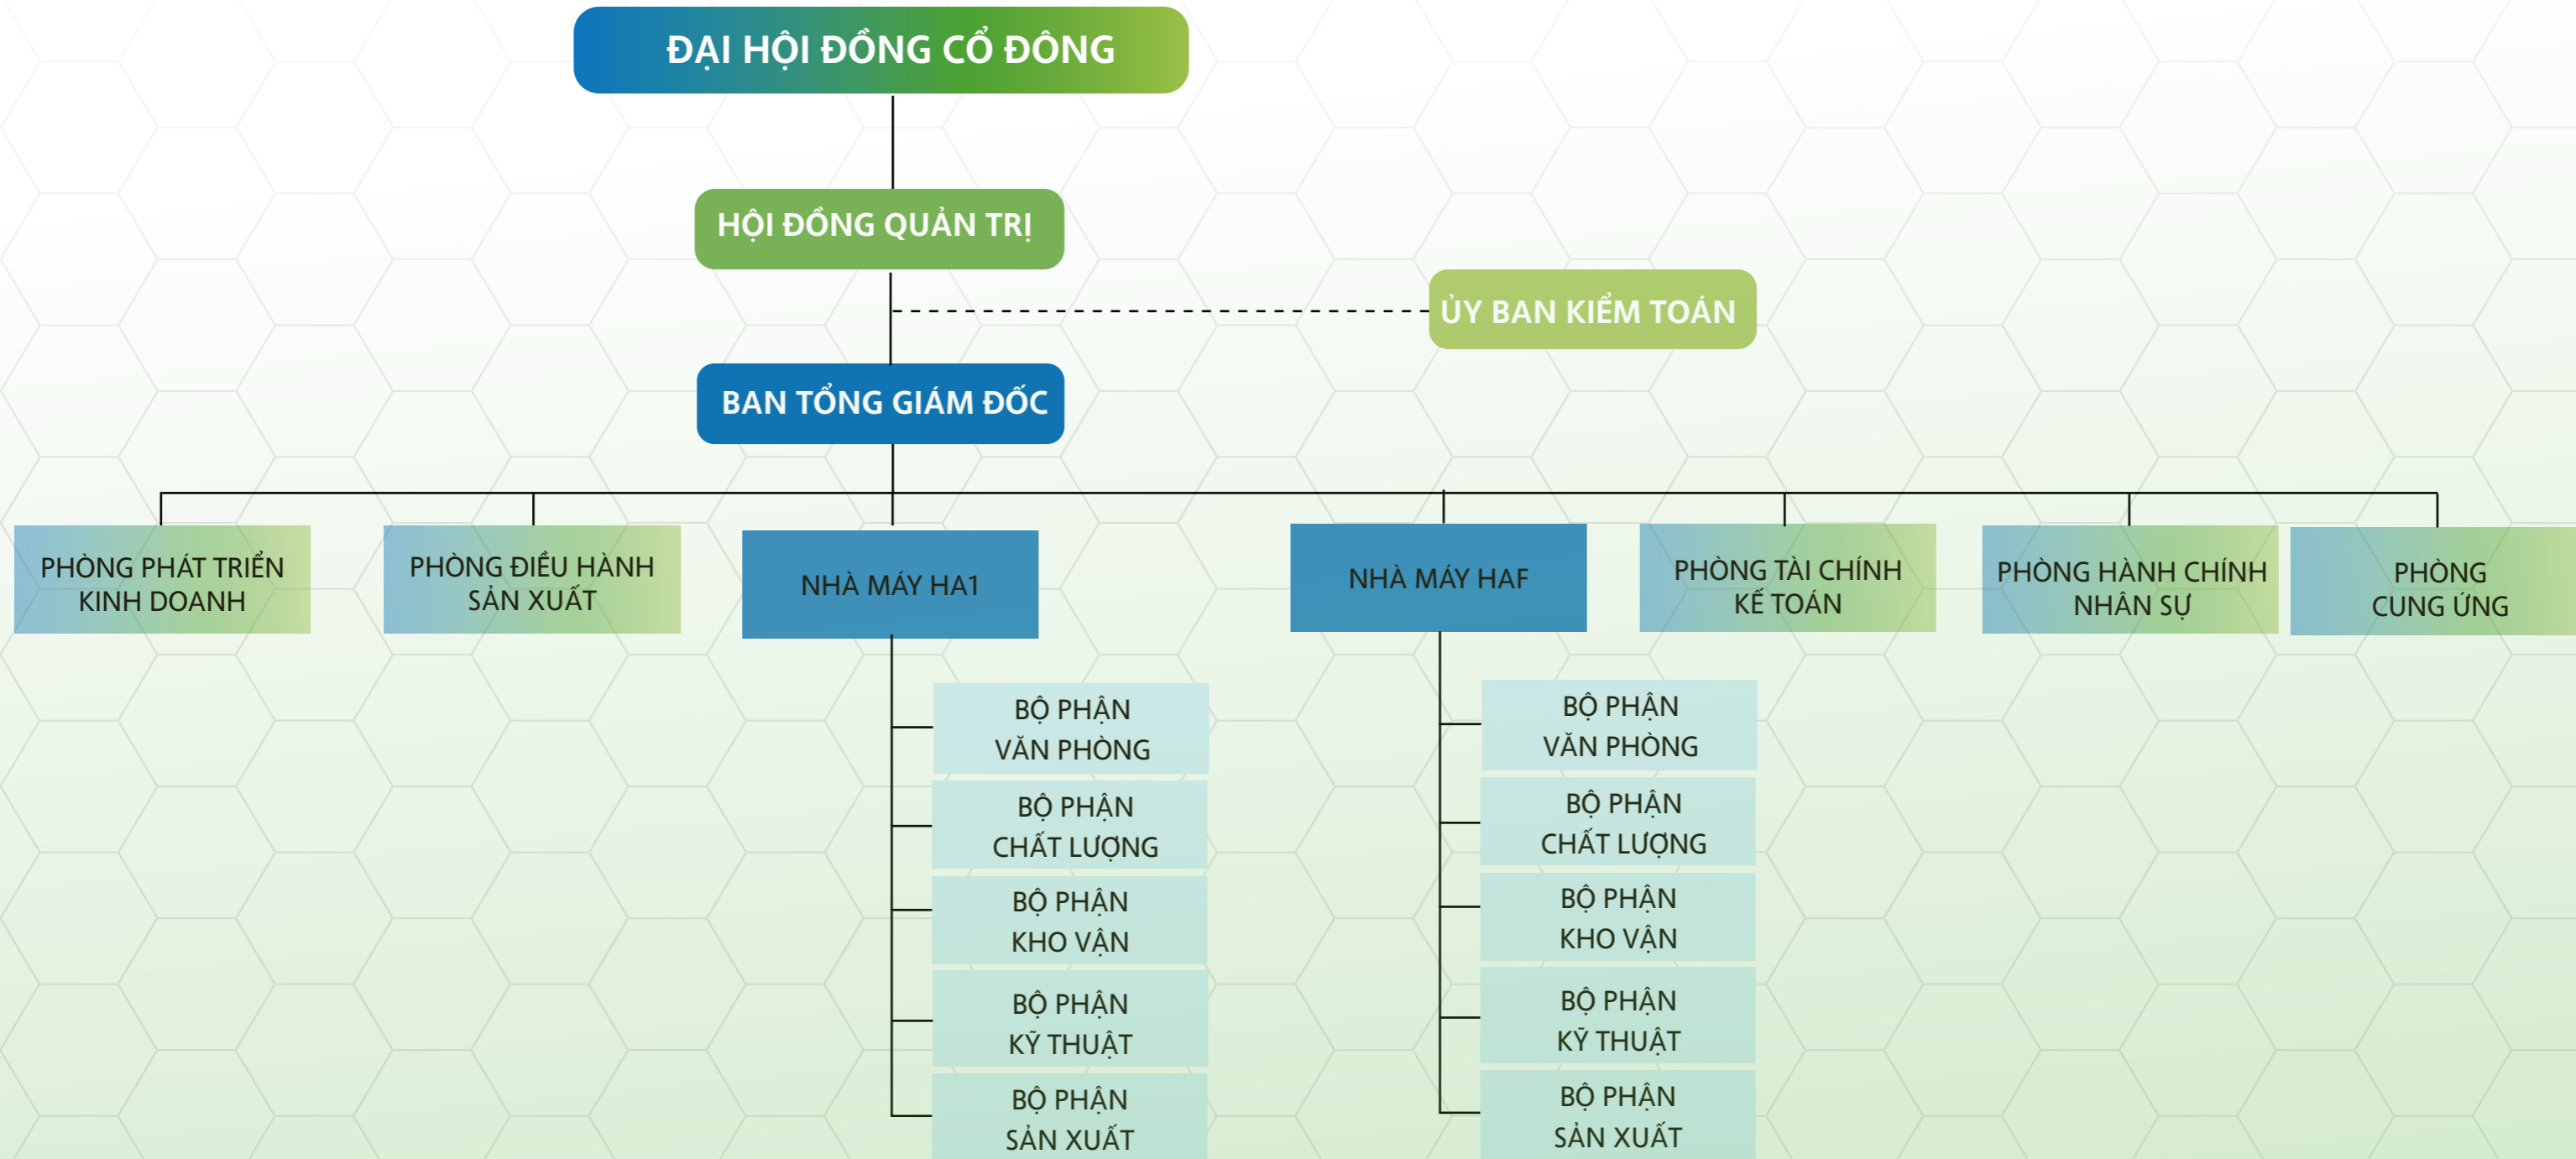 ĐẠI HỘI ĐỒNG CỔ ĐÔNG
HỘI ĐỒNG QUẢN TRỊ
ỦY BAN KIỂM TOÁN
BAN TỔNG GIÁM ĐỐC
PHÒNG PHÁT TRIỂN
KINH DOANH
PHÒNG ĐIỀU HÀNH
SẢN XUẤT
NHÀ MÁY HA1
NHÀ MÁY HAF
PHÒNG TÀI CHÍNH
KẾ TOÁN
PHÒNG HÀNH CHÍNH
NHÂN SỰ
PHÒNG
CUNG ỨNG
BỘ PHẬN
VĂN PHÒNG
BỘ PHẬN
CHẤT LƯỢNG
BỘ PHẬN
KHO VẬN
BỘ PHẬN
KỸ THUẬT
BỘ PHẬN
SẢN XUẤT
BỘ PHẬN
VĂN PHÒNG
BỘ PHẬN
CHẤT LƯỢNG
BỘ PHẬN
KHO VẬN
BỘ PHẬN
KỸ THUẬT
BỘ PHẬN
SẢN XUẤT